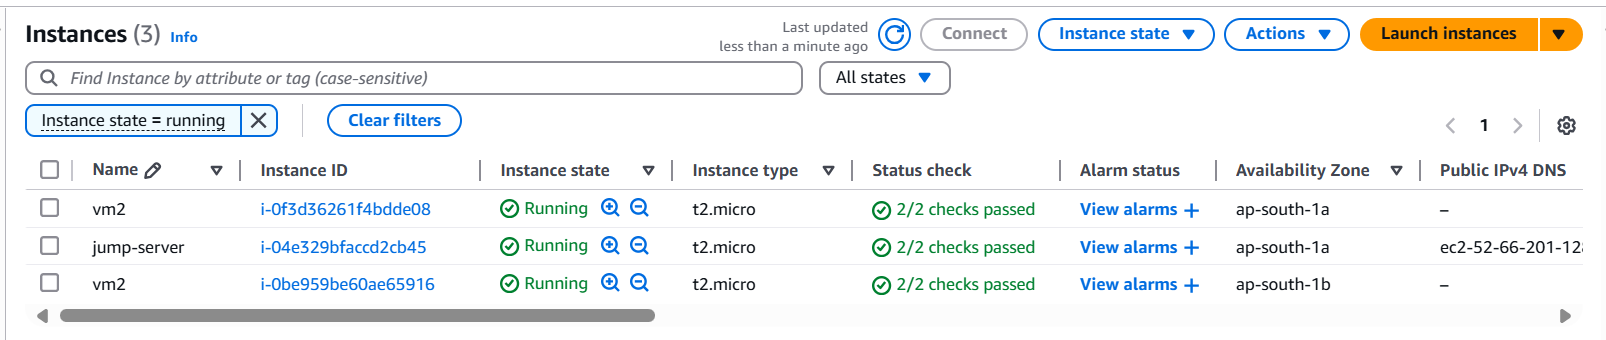 Instances (3) Info
Last updated
less than a minute ago
Connect
Instance state
Actions
Launch instances
Find Instance by attribute or tag (case-sensitive)
All states
Instance state = running
Clear filters
1
Name Instance ID Instance state Instance type Status check Alarm status Availability Zone Public IPv4 DNS
vm2 i-0f3d36261f4bdde08 Running t2.micro 2/2 checks passed View alarms + ap-south-1a –
jump-server i-04e329bfaccd2cb45 Running t2.micro 2/2 checks passed View alarms + ap-south-1a ec2-52-66-201-128
vm2 i-0be959be60ae65916 Running t2.micro 2/2 checks passed View alarms + ap-south-1b –